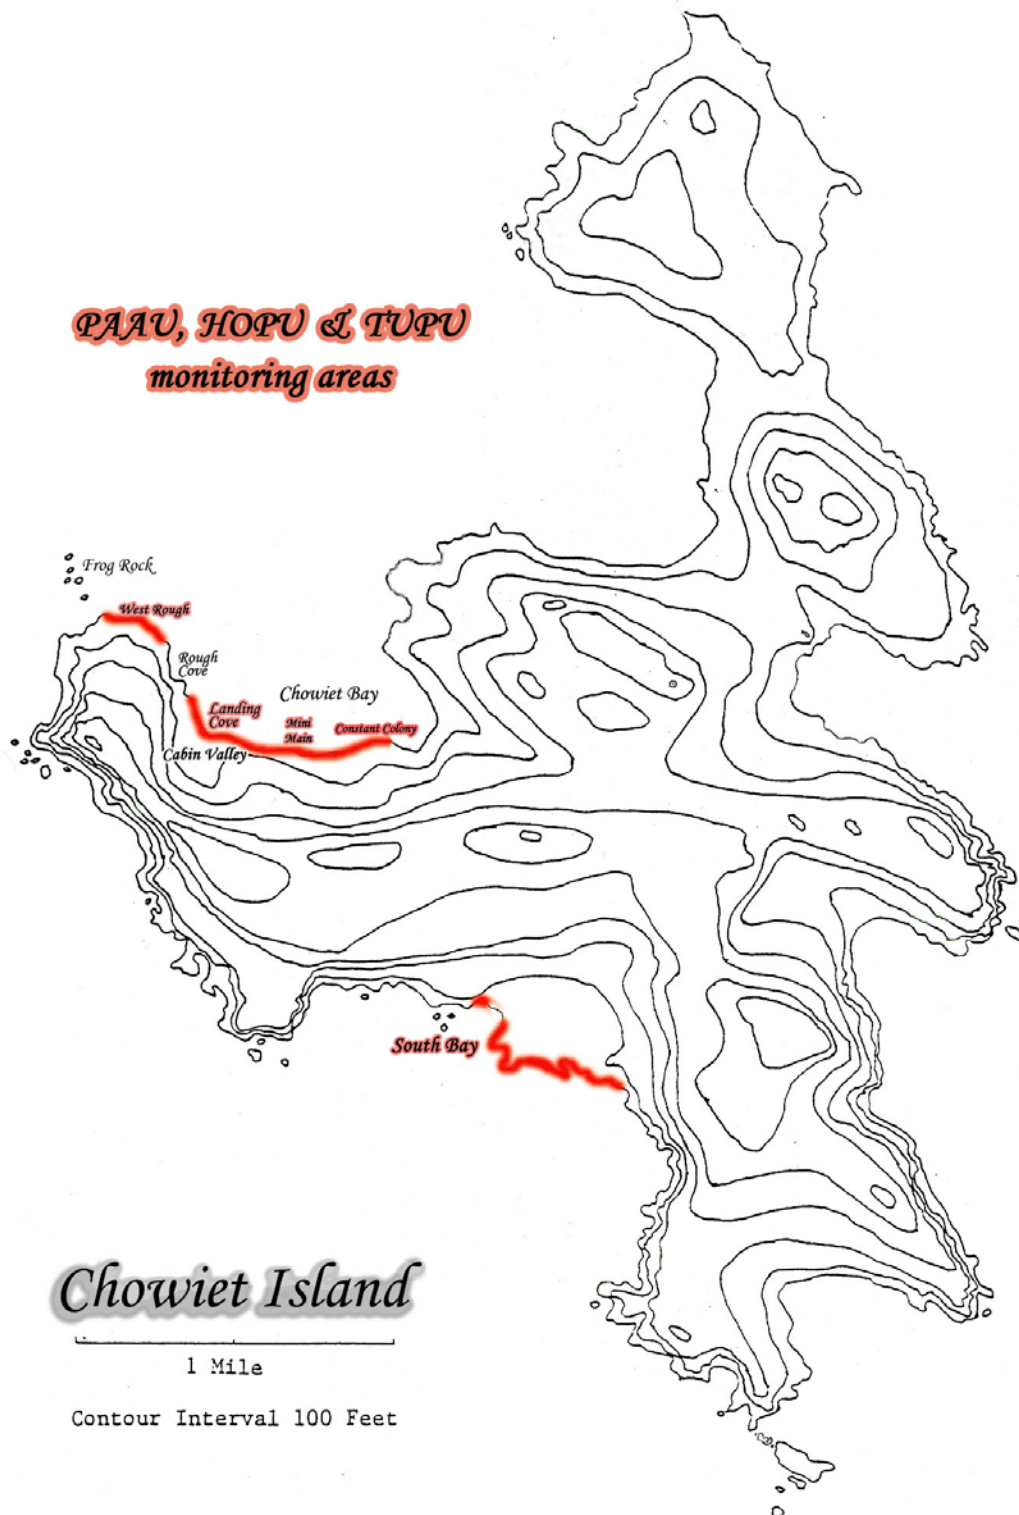 PAAU, HOPU & TUPU
monitoring areas
Frog Rock
West Rough
Rough
Cove
Chowiet Bay
Landing
Cove
Mini
Main
Constant Colony
Cabin Valley
South Bay
Chowiet Island
1 Mile
Contour Interval 100 Feet